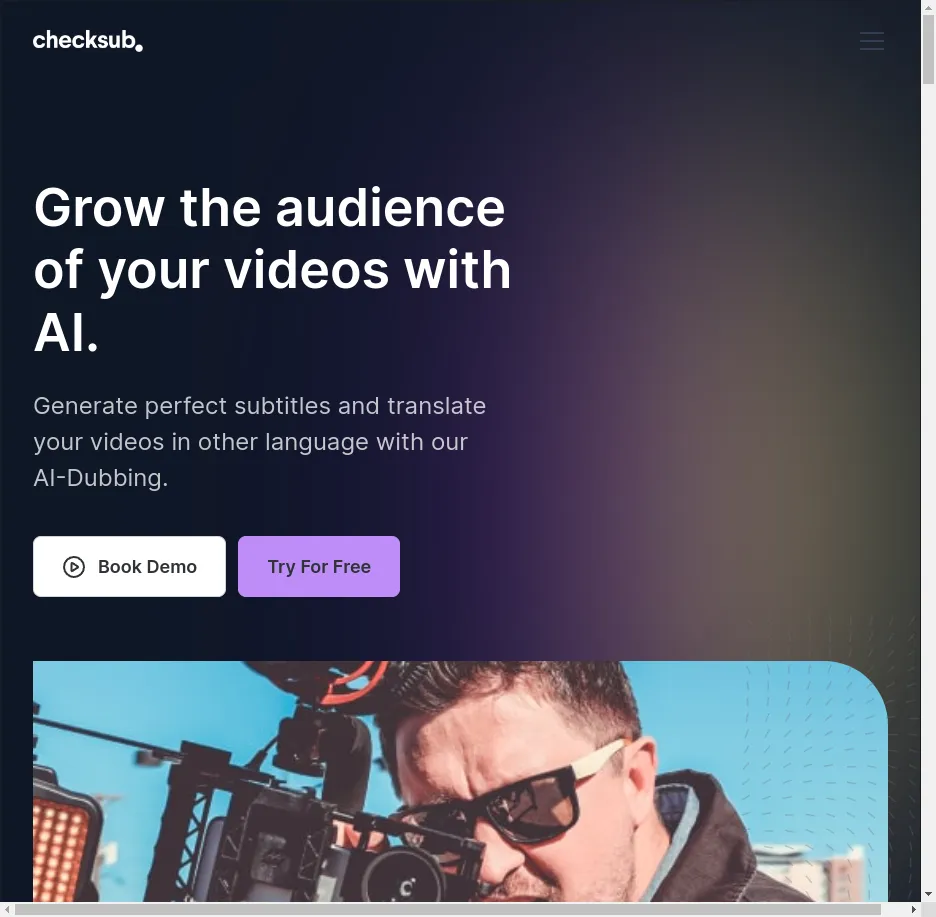 checksub.
Grow the audience
of your videos with
AI.
Generate perfect subtitles and translate
your videos in other language with our
AI-Dubbing.
Book Demo
Try For Free